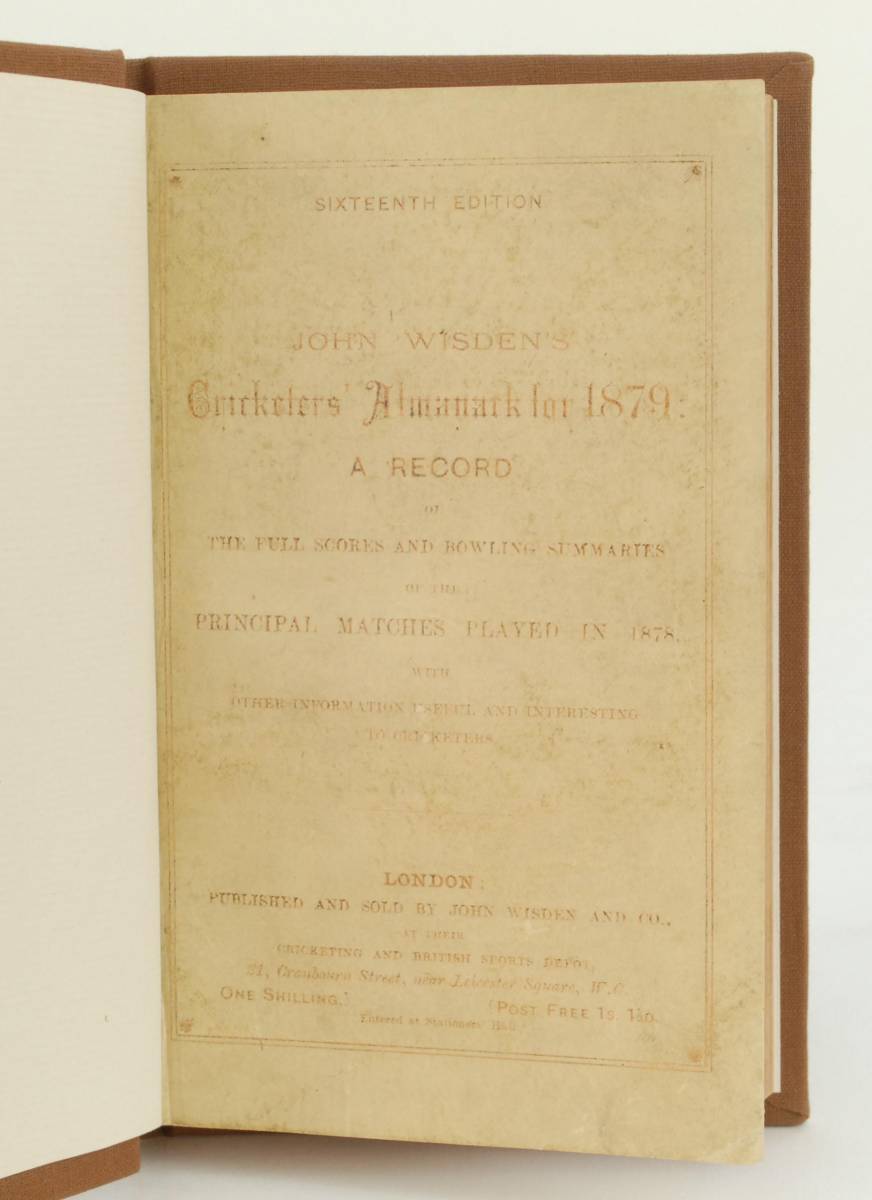 SIXTEENTH EDITION
JOHN WISDEN'S
Cricketers' Almanack for 1879:
A RECORD
OF
THE FULL SCORES AND BOWLING SUMMARIES
OF THE
PRINCIPAL MATCHES PLAYED IN 1878,
WITH
OTHER INFORMATION USEFUL AND INTERESTING
TO CRICKETERS.
LONDON:
PUBLISHED AND SOLD BY JOHN WISDEN AND CO.,
AT THEIR
CRICKETING AND BRITISH SPORTS DEPOT,
21, Cranbourn Street, near Leicester Square, W.C.
ONE SHILLING.] [POST FREE 1S. 1½D.
Entered at Stationers' Hall